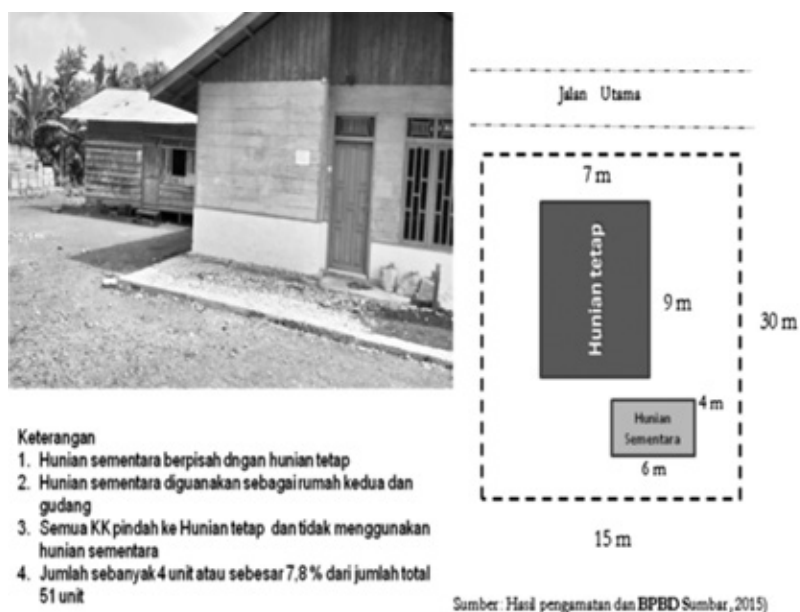 Jalan Utama
7 m
Hunian tetap
9 m
30 m
4 m
Hunian
Sementara
6 m
15 m
Keterangan
1. Hunian sementara berpisah dngan hunian tetap
2. Hunian sementara diguanakan sebagai rumah kedua dan
gudang
3. Semua KK pindah ke Hunian tetap dan tidak menggunakan
hunian sementara
4. Jumlah sebanyak 4 unit atau sebesar 7,8 % dari jumlah total
51 unit
Sumber: Hasil pengamatan dan BPBD Sumbar, 2015)